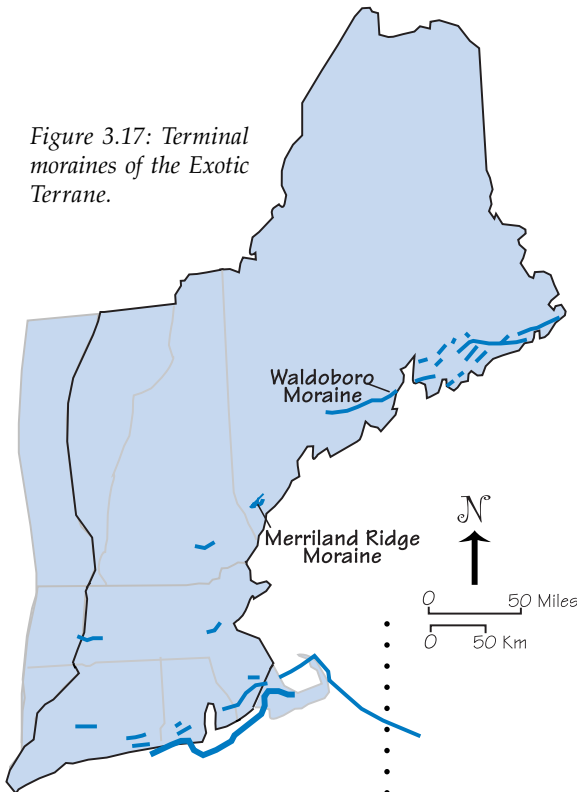 Figure 3.17: Terminal
moraines of the Exotic
Terrane.
Waldoboro
Moraine
Merriland Ridge
Moraine
N
0 50 Miles
0 50 Km